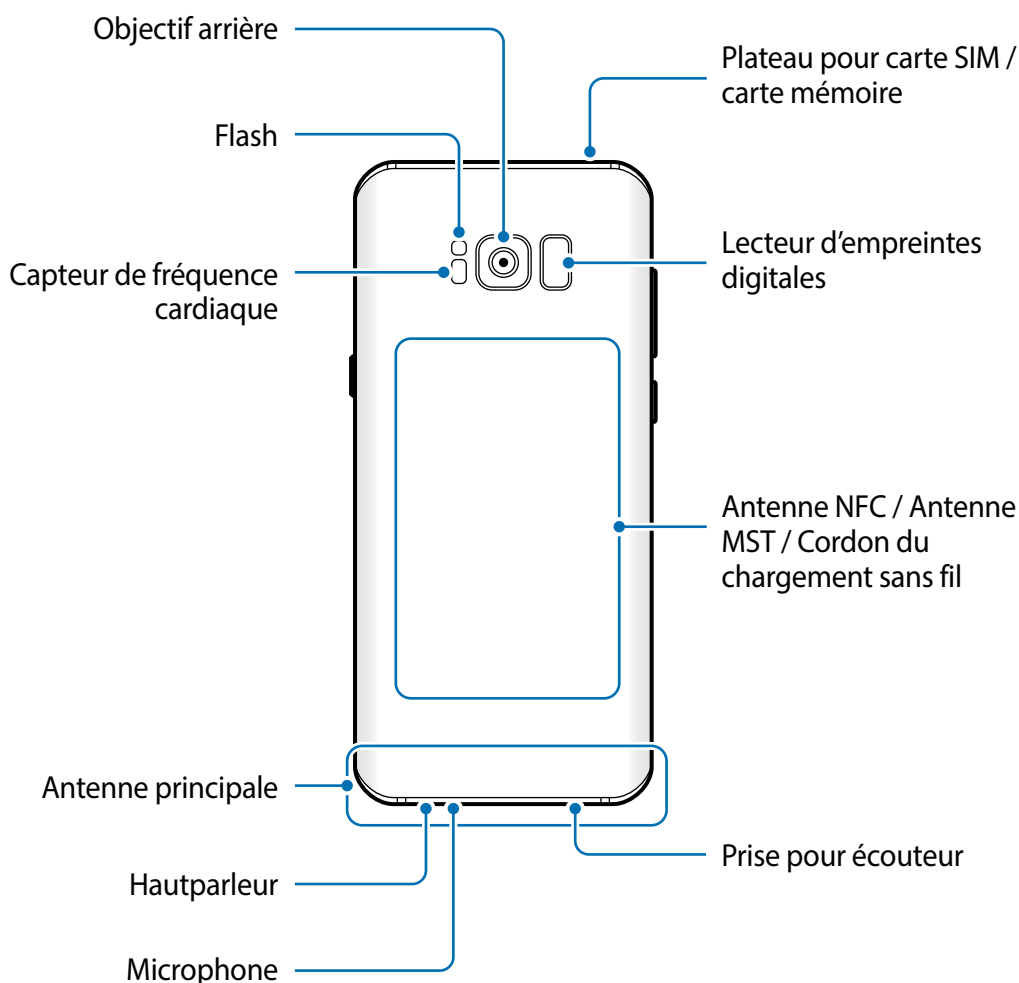 Objectif arrière
Flash
Capteur de fréquence
cardiaque
Antenne principale
Hautparleur
Microphone
Plateau pour carte SIM /
carte mémoire
Lecteur d’empreintes
digitales
Antenne NFC / Antenne
MST / Cordon du
chargement sans fil
Prise pour écouteur